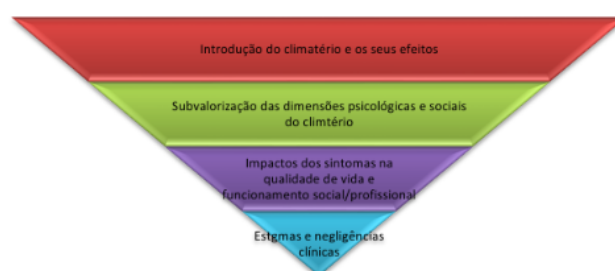 Introdução do climatério e os seus efeitos
Subvalorização das dimensões psicológicas e sociais
do climtério
Impactos dos sintomas na
qualidade de vida e
funcionamento social/profissional
Estgmas e negligências
clínicas